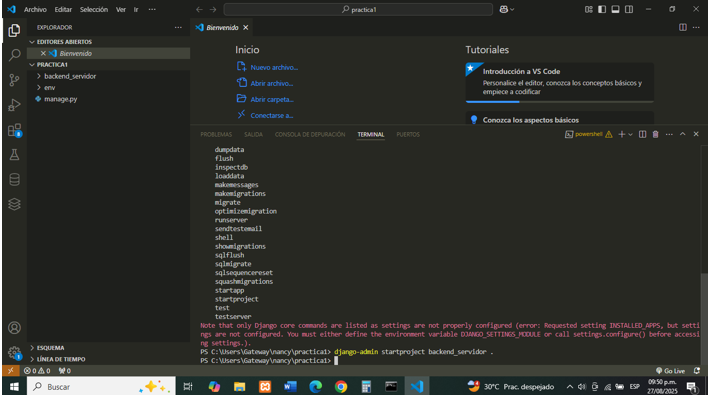 Archivo Editar Selección Ver Ir ···
practica1
EXPLORADOR ···
EDITORES ABIERTOS
Bienvenido
PRACTICA1
backend_servidor
env
manage.py
ESQUEMA
LÍNEA DE TIEMPO
Bienvenido
Inicio
Nuevo archivo...
Abrir archivo...
Abrir carpeta...
Conectarse a...
Tutoriales
Introducción a VS Code
Personalice el editor, conozca los conceptos básicos y
empiece a codificar
Conozca los aspectos básicos
PROBLEMAS SALIDA CONSOLA DE DEPURACIÓN TERMINAL PUERTOS
powershell
dumpdata
flush
inspectdb
loaddata
makemessages
makemigrations
migrate
optimizemigration
runserver
sendtestemail
shell
showmigrations
sqlflush
sqlmigrate
sqlsequencereset
squashmigrations
startapp
startproject
test
testserver
Note that only Django core commands are listed as settings are not properly configured (error: Requested setting INSTALLED_APPS, but setti
ngs are not configured. You must either define the environment variable DJANGO_SETTINGS_MODULE or call settings.configure() before accessi
ng settings.).
PS C:\Users\Gateway\nancy\practica1> django-admin startproject backend_servidor .
PS C:\Users\Gateway\nancy\practica1>
0 0 0 Go Live
Buscar
30°C Prac. despejado
ESP
09:50 p.m.
27/08/2025